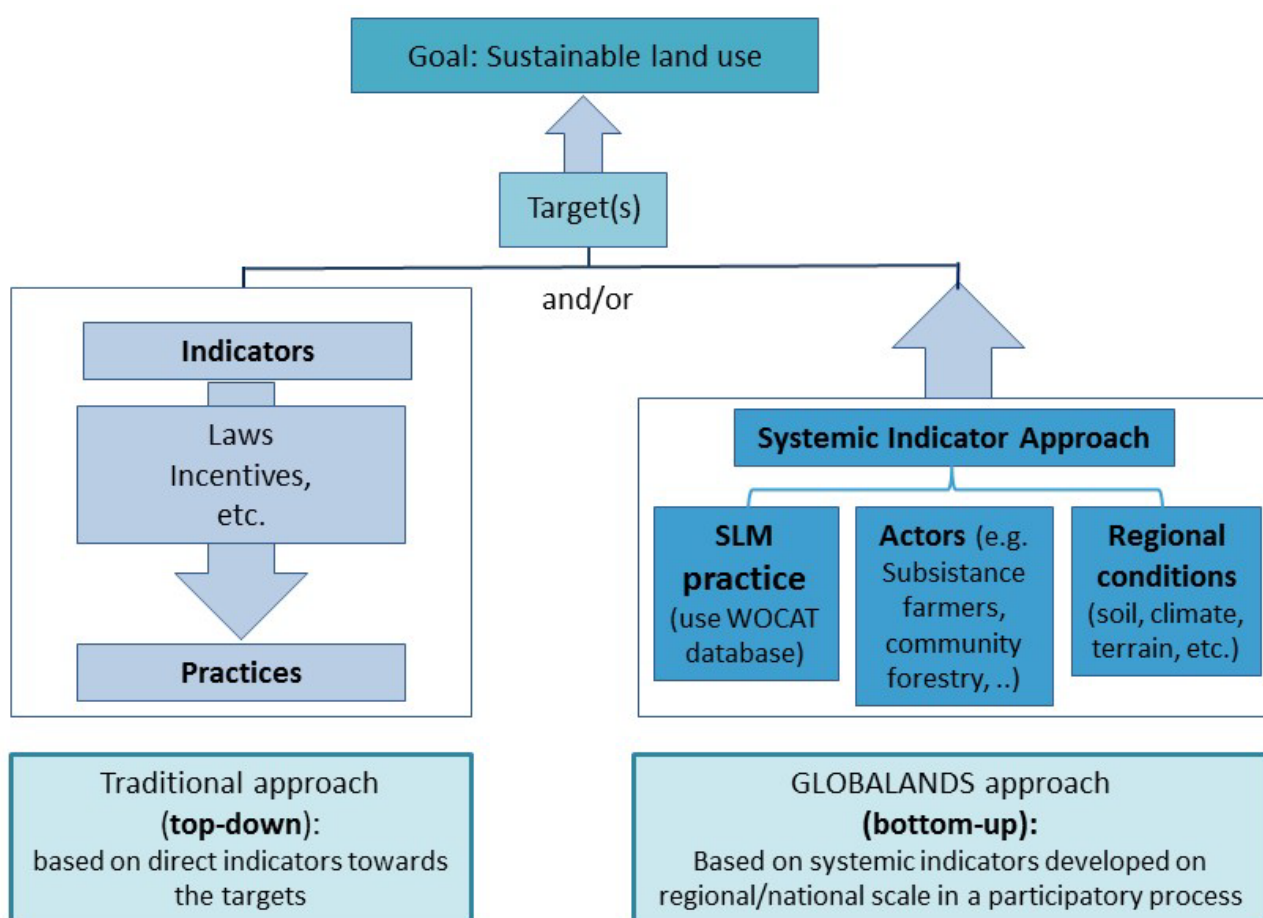 Goal: Sustainable land use
Target(s)
and/or
Indicators
Laws
Incentives,
etc.
Practices
Systemic Indicator Approach
SLM
practice
(use WOCAT
database)
Actors (e.g.
Subsistance
farmers,
community
forestry, ..)
Regional
conditions
(soil, climate,
terrain, etc.)
Traditional approach
(top-down):
based on direct indicators towards
the targets
GLOBALANDS approach
(bottom-up):
Based on systemic indicators developed on
regional/national scale in a participatory process